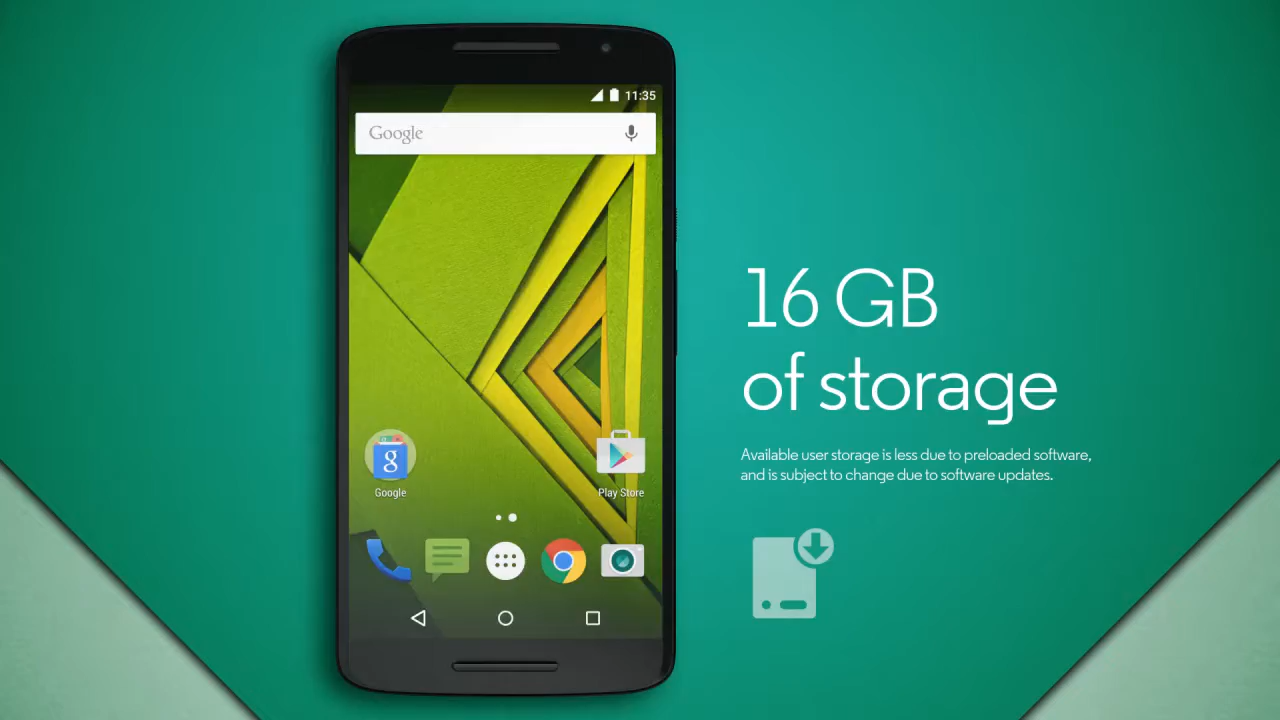 11:35
Google
Google
Play Store
16 GB
of storage
Available user storage is less due to preloaded software,
and is subject to change due to software updates.